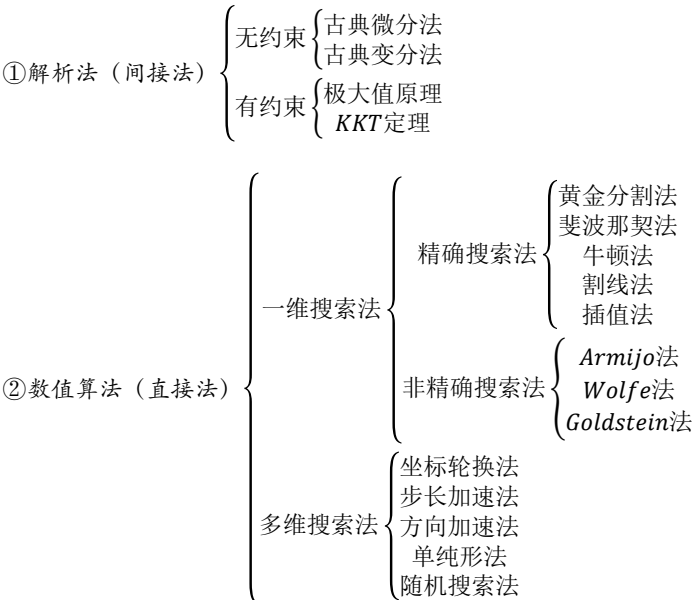 ①解析法（间接法）
无约束
古典微分法
古典变分法
有约束
极大值原理
KKT定理
②数值算法（直接法）
一维搜索法
精确搜索法
黄金分割法
斐波那契法
牛顿法
割线法
插值法
非精确搜索法
Armijo法
Wolfe法
Goldstein法
多维搜索法
坐标轮换法
步长加速法
方向加速法
单纯形法
随机搜索法